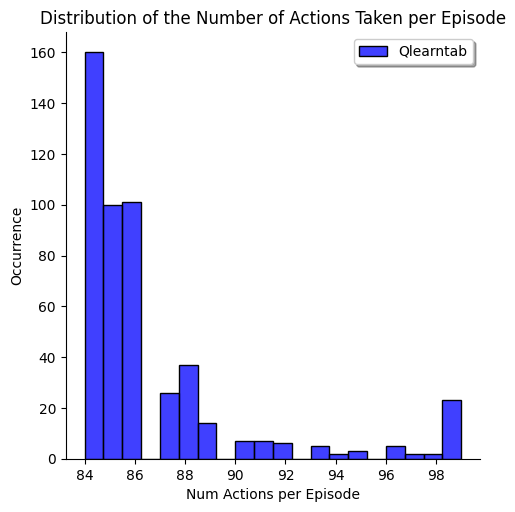 Distribution of the Number of Actions Taken per Episode
Qlearntab
160
140
120
100
80
60
40
20
0
Occurrence
84 86 88 90 92 94 96 98
Num Actions per Episode